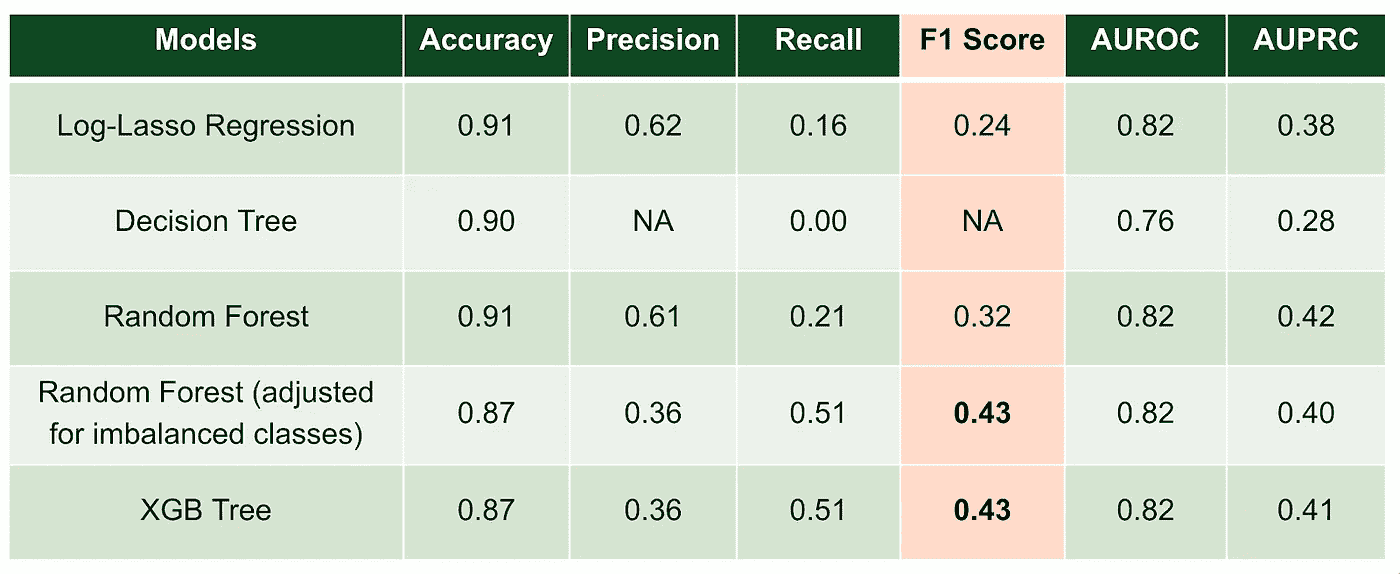 Models Accuracy Precision Recall F1 Score AUROC AUPRC
Log-Lasso Regression 0.91 0.62 0.16 0.24 0.82 0.38
Decision Tree 0.90 NA 0.00 NA 0.76 0.28
Random Forest 0.91 0.61 0.21 0.32 0.82 0.42
Random Forest (adjusted
for imbalanced classes) 0.87 0.36 0.51 0.43 0.82 0.40
XGB Tree 0.87 0.36 0.51 0.43 0.82 0.41